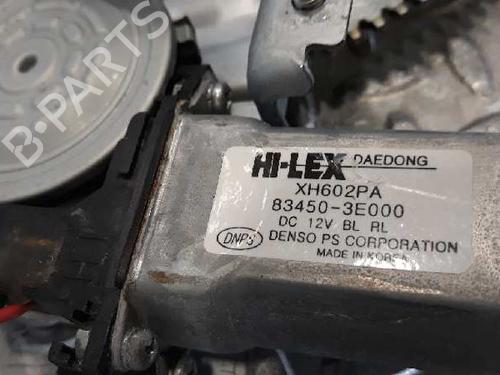 B-PARTS
HI-LEX DAEDONG
XH602PA
83450-3E000
DC 12V BL RL
DNPS DENSO PS CORPORATION
MADE IN KOREA